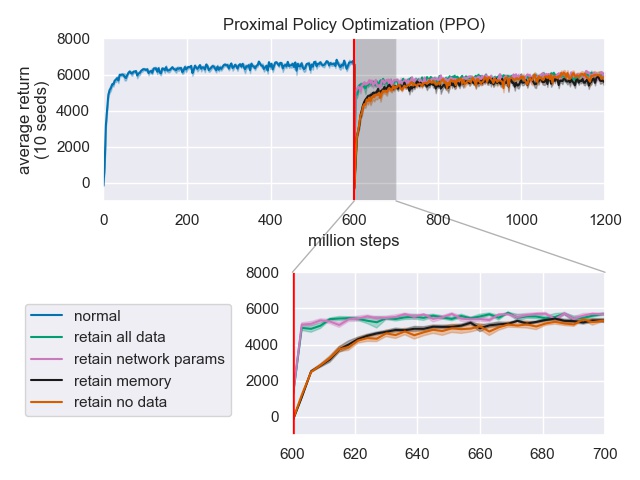 Proximal Policy Optimization (PPO)
average return
(10 seeds)
8000
6000
4000
2000
0
0 200 400 600 800 1000 1200
million steps
normal
retain all data
retain network params
retain memory
retain no data
8000
6000
4000
2000
0
600 620 640 660 680 700